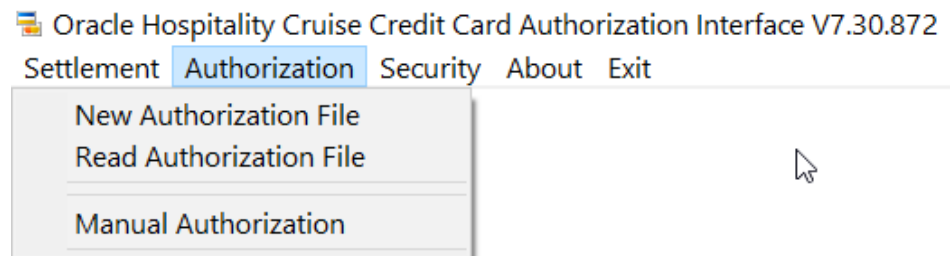 Oracle Hospitality Cruise Credit Card Authorization Interface V7.30.872
Settlement Authorization Security About Exit
New Authorization File
Read Authorization File
Manual Authorization